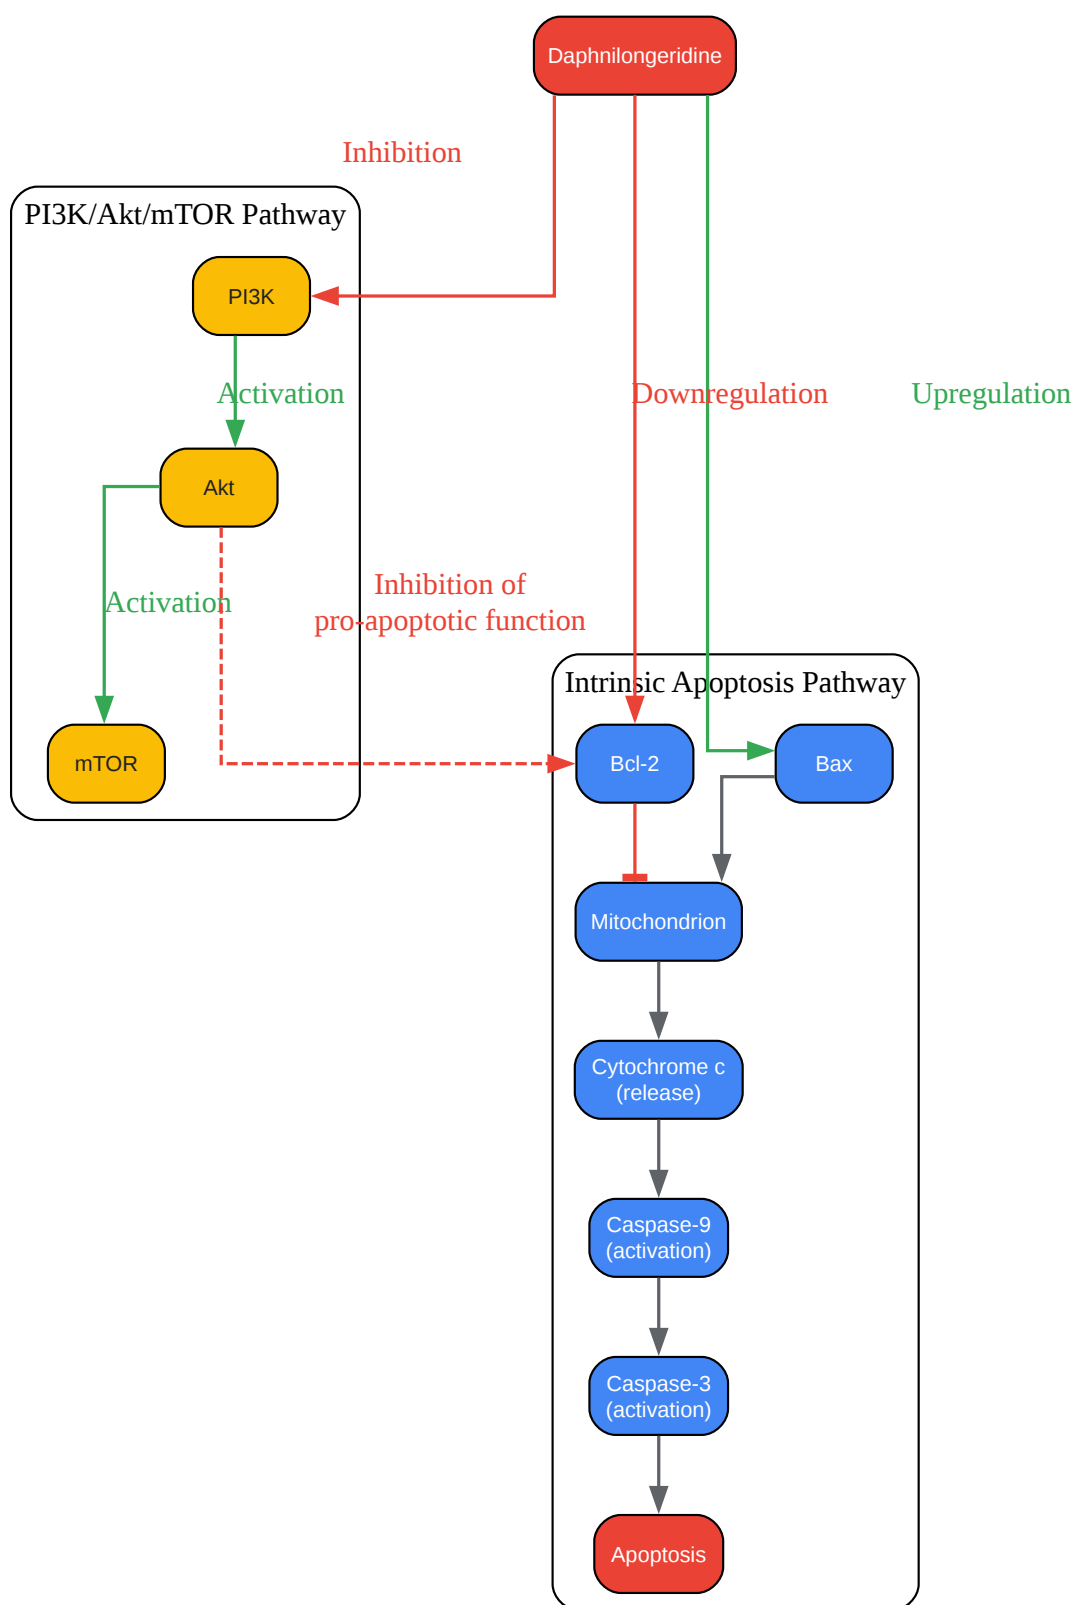 Daphnilongeridine
Inhibition
PI3K/Akt/mTOR Pathway
PI3K
Activation
Downregulation
Upregulation
Akt
Activation
Inhibition of
pro-apoptotic function
Intrinsic Apoptosis Pathway
mTOR
Bcl-2
Bax
Mitochondrion
Cytochrome c
(release)
Caspase-9
(activation)
Caspase-3
(activation)
Apoptosis